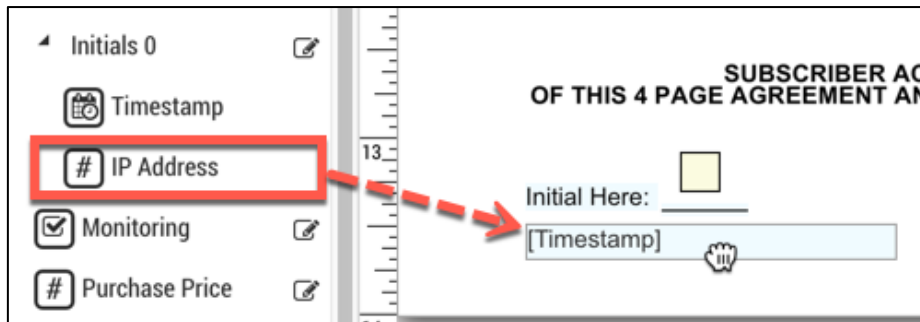 Initials 0
Timestamp
# IP Address
Monitoring
# Purchase Price
13
SUBSCRIBER AC
OF THIS 4 PAGE AGREEMENT AN
Initial Here:
[Timestamp]